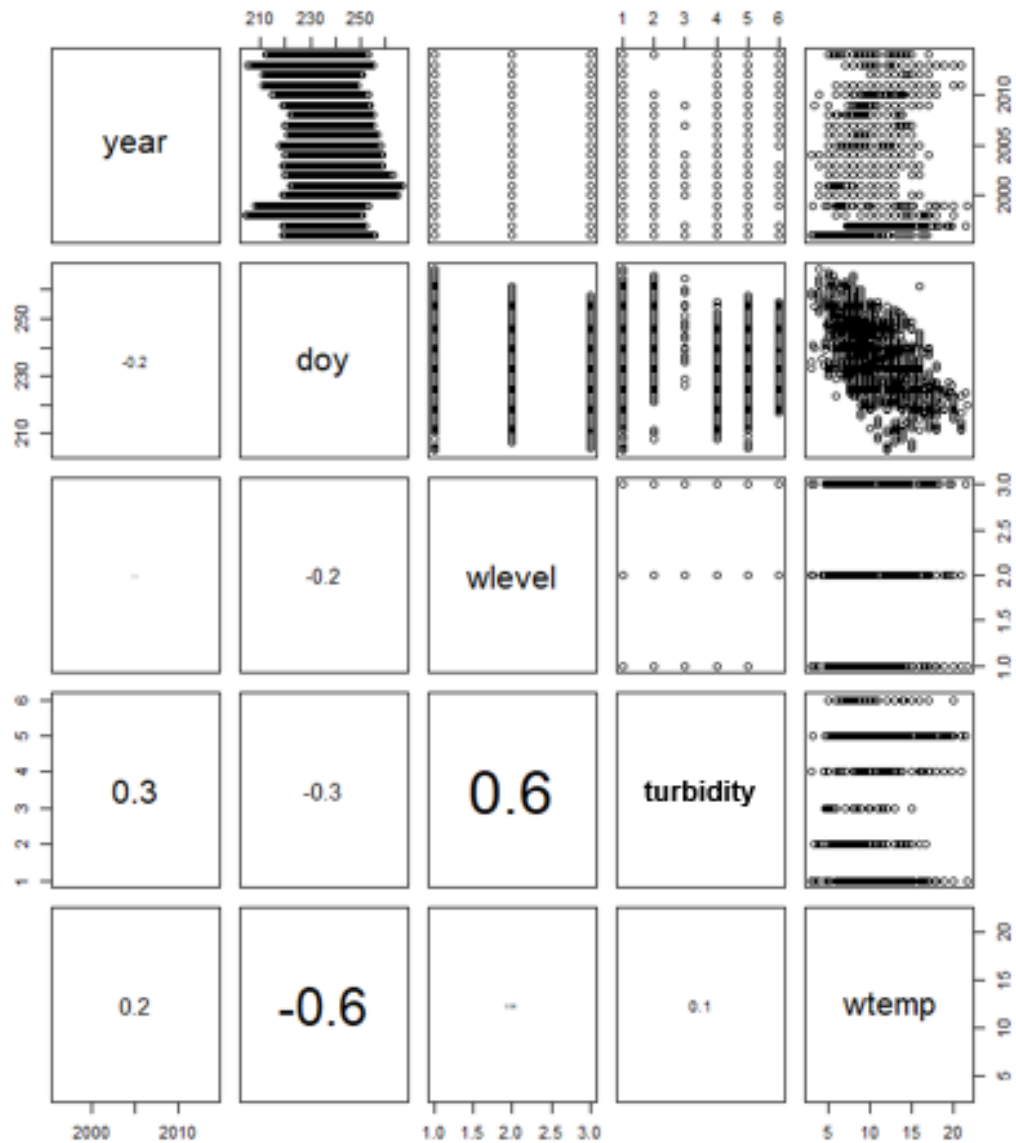 210 230 250 1 2 3 4 5 6
year 2000 2005 2010
210 230 250 -0.2 doy
-0.2 wlevel 1.0 1.5 2.0 2.5 3.0
1 2 3 4 5 6 0.3 -0.3 0.6 turbidity
0.2 -0.6 0.1 wtemp 5 10 15 20
2000 2010 1.0 1.5 2.0 2.5 3.0 5 10 15 20